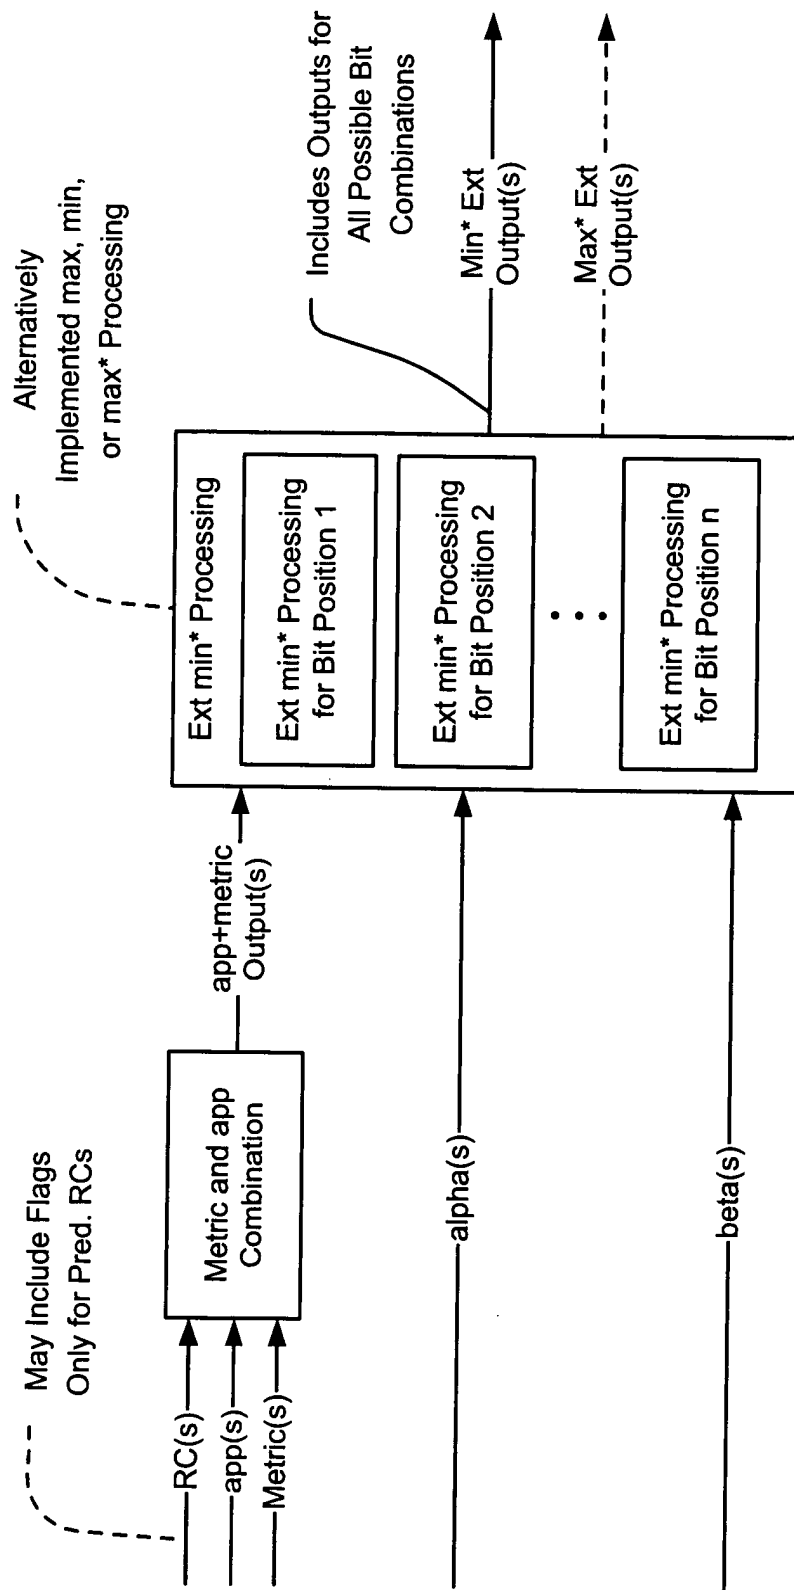 May Include Flags
Only for Pred. RCs
RC(s)
app(s)
Metric(s)
Metric and app
Combination
app+metric
Output(s)
alpha(s)
beta(s)
Alternatively
Implemented max, min,
or max* Processing
Ext min* Processing
Ext min* Processing
for Bit Position 1
Ext min* Processing
for Bit Position 2
Ext min* Processing
for Bit Position n
Includes Outputs for
All Possible Bit
Combinations
Min* Ext
Output(s)
Max* Ext
Output(s)